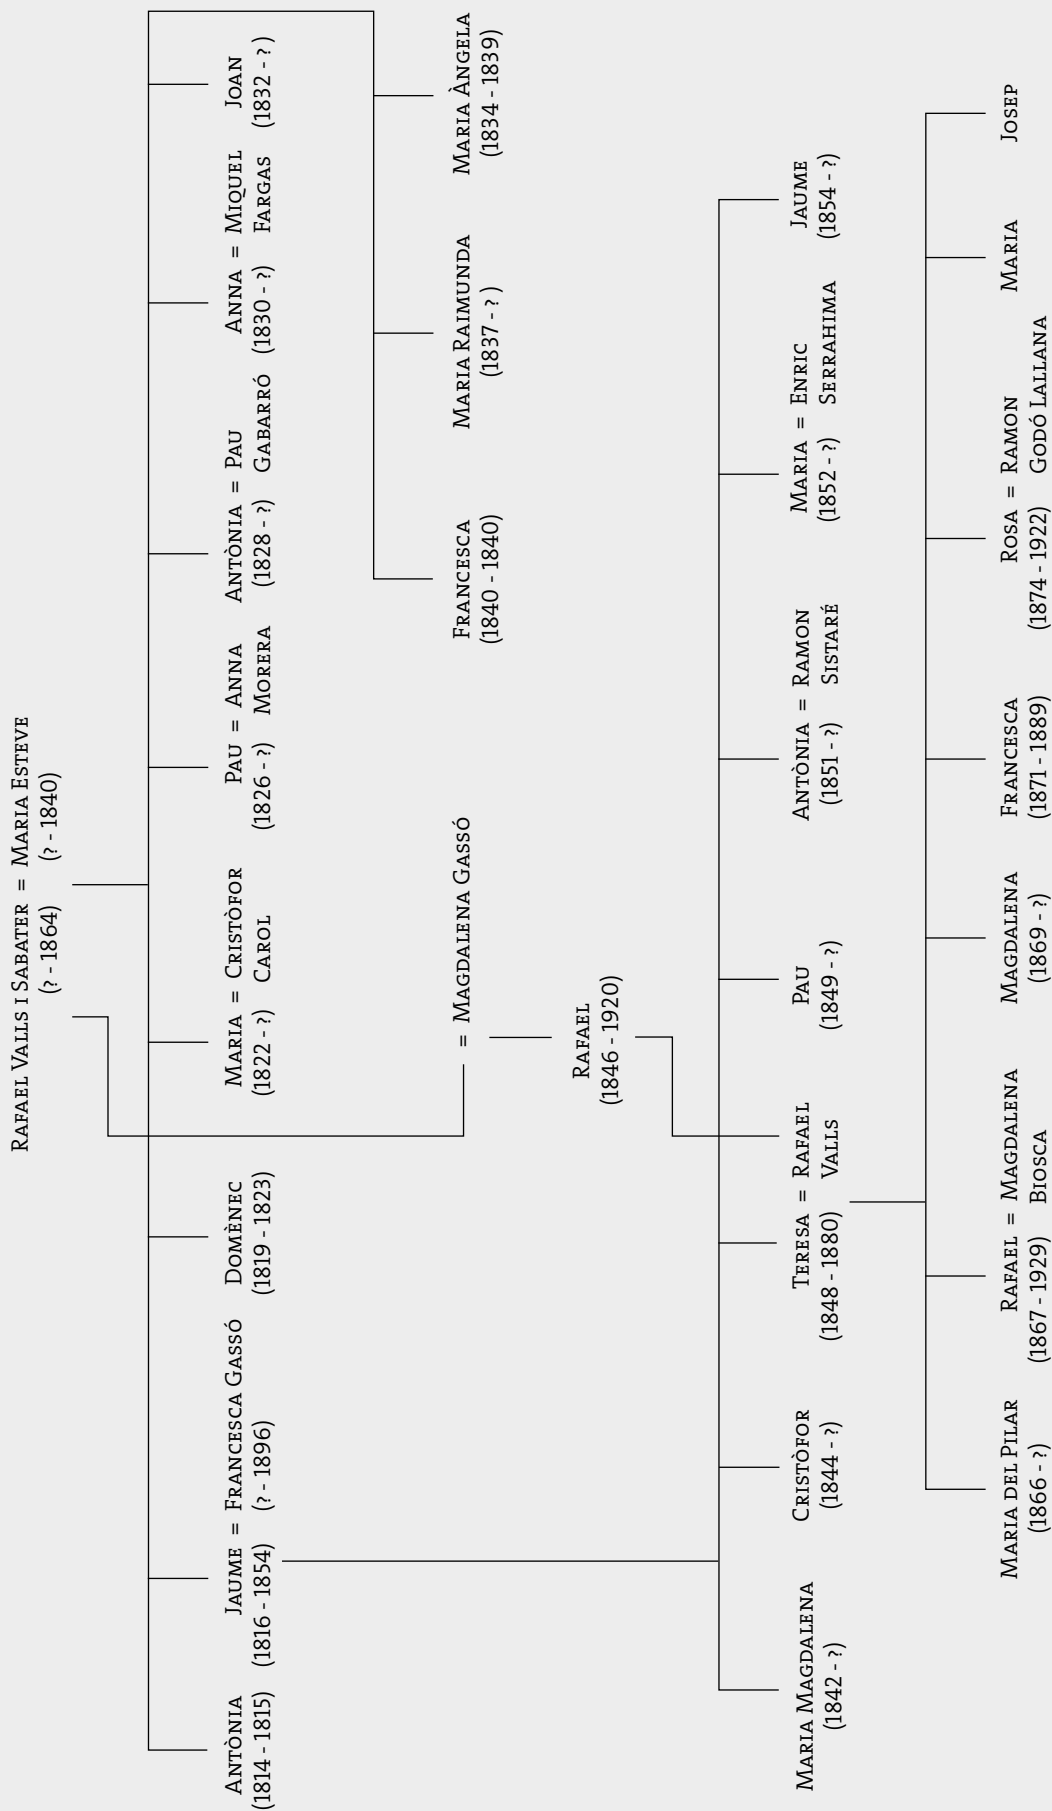 Rafael Valls i Sabater = Maria Esteve
(? - 1864) (? - 1840)
Antònia
(1814 - 1815)
Jaume = Francesca Gassó
(1816 - 1854) (? - 1896)
Domènec
(1819 - 1823)
Maria = Cristòfor
(1822 - ?) Carol
Pau = Anna
(1826 - ?) Morera
Antònia = Pau
(1828 - ?) Gabarró
Anna = Miquel
(1830 - ?) Fargas
Joan
(1832 - ?)
= Magdalena Gassó
Francesca
(1840 - 1840)
Maria Raimunda
(1837 - ?)
Maria Àngela
(1834 - 1839)
Rafael
(1846 - 1920)
Maria Magdalena
(1842 - ?)
Cristòfor
(1844 - ?)
Teresa = Rafael
(1848 - 1880) Valls
Pau
(1849 - ?)
Antònia = Ramon
(1851 - ?) Sistaré
Maria = Enric
(1852 - ?) Serrahima
Jaume
(1854 - ?)
Maria del Pilar
(1866 - ?)
Rafael = Magdalena
(1867 - 1929) Biosca
Magdalena
(1869 - ?)
Francesca
(1871 - 1889)
Rosa = Ramon
(1874 - 1922) Godó Lallana
Maria
Josep